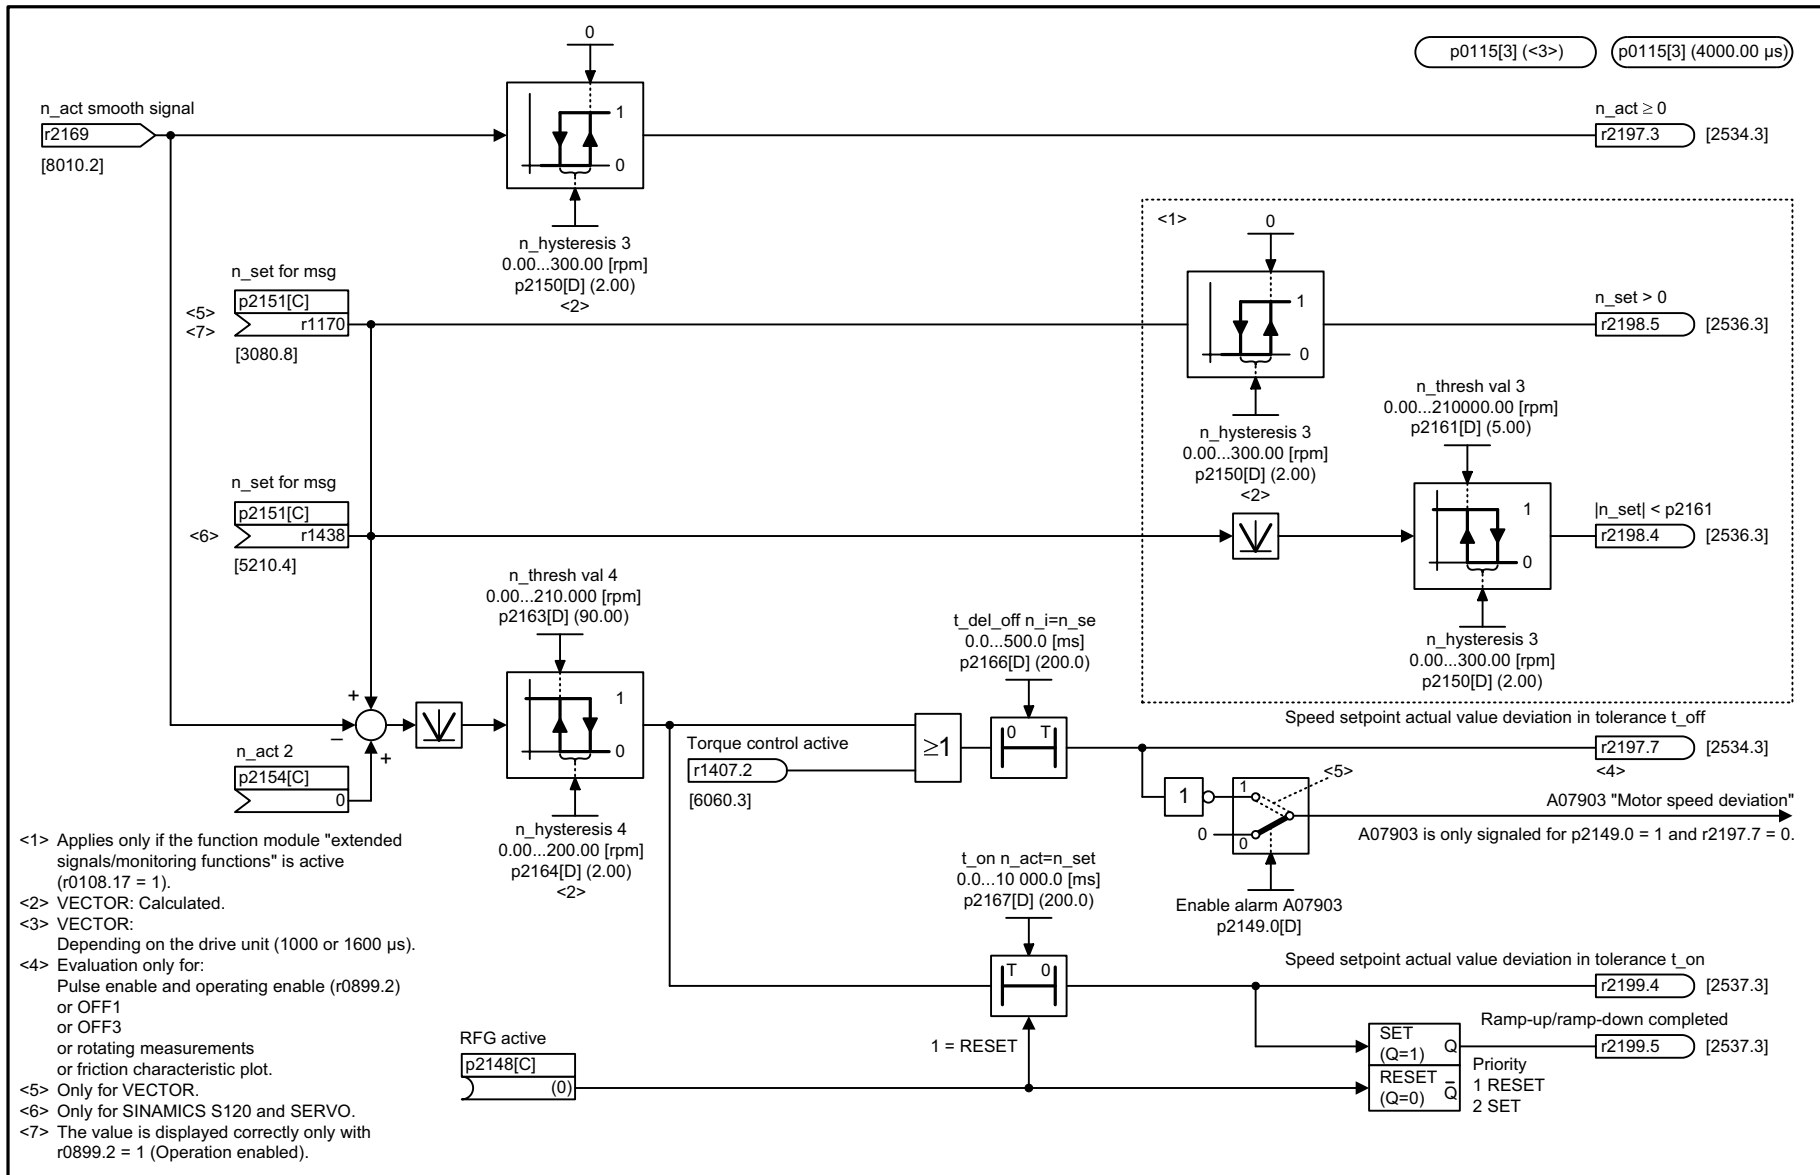 0
p0115[3] (<3>)
p0115[3] (4000.00 µs)
n_act smooth signal
r2169
[8010.2]
1
0
n_act ≥ 0
r2197.3
[2534.3]
n_hysteresis 3
0.00...300.00 [rpm]
p2150[D] (2.00)
<2>
<1>
0
n_set for msg
<5>
<7>
p2151[C]
r1170
[3080.8]
1
0
n_set > 0
r2198.5
[2536.3]
n_hysteresis 3
0.00...300.00 [rpm]
p2150[D] (2.00)
<2>
n_thresh val 3
0.00...210000.00 [rpm]
p2161[D] (5.00)
n_set for msg
<6>
p2151[C]
r1438
[5210.4]
1
0
|n_set| < p2161
r2198.4
[2536.3]
n_hysteresis 3
0.00...300.00 [rpm]
p2150[D] (2.00)
n_thresh val 4
0.00...210.000 [rpm]
p2163[D] (90.00)
t_del_off n_i=n_se
0.0...500.0 [ms]
p2166[D] (200.0)
+
–
+
n_act 2
p2154[C]
0
1
0
n_hysteresis 4
0.00...200.00 [rpm]
p2164[D] (2.00)
<2>
Torque control active
r1407.2
[6060.3]
≥1
0 T
Speed setpoint actual value deviation in tolerance t_off
r2197.7
[2534.3]
<4>
<5>
1
1
0
0
A07903 "Motor speed deviation"
A07903 is only signaled for p2149.0 = 1 and r2197.7 = 0.
Enable alarm A07903
p2149.0[D]
t_on n_act=n_set
0.0...10 000.0 [ms]
p2167[D] (200.0)
T 0
1 = RESET
Speed setpoint actual value deviation in tolerance t_on
r2199.4
[2537.3]
RFG active
p2148[C]
(0)
SET
(Q=1)
Q
RESET
(Q=0)
Q̅
Ramp-up/ramp-down completed
r2199.5
[2537.3]
Priority
1 RESET
2 SET
<1> Applies only if the function module "extended
signals/monitoring functions" is active
(r0108.17 = 1).
<2> VECTOR: Calculated.
<3> VECTOR:
Depending on the drive unit (1000 or 1600 µs).
<4> Evaluation only for:
Pulse enable and operating enable (r0899.2)
or OFF1
or OFF3
or rotating measurements
or friction characteristic plot.
<5> Only for VECTOR.
<6> Only for SINAMICS S120 and SERVO.
<7> The value is displayed correctly only with
r0899.2 = 1 (Operation enabled).